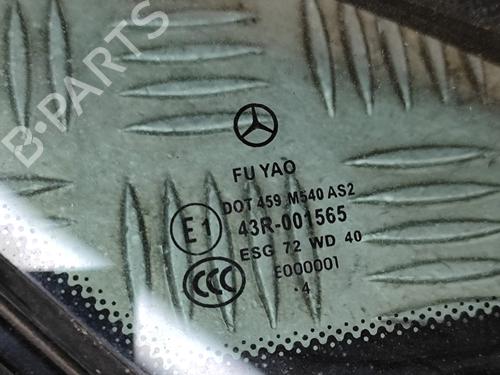 B-PARTS
FU YAO
DOT 459 M540 AS2
E1 43R-001565
ESG 72 WD 40
CCC E000001
·4